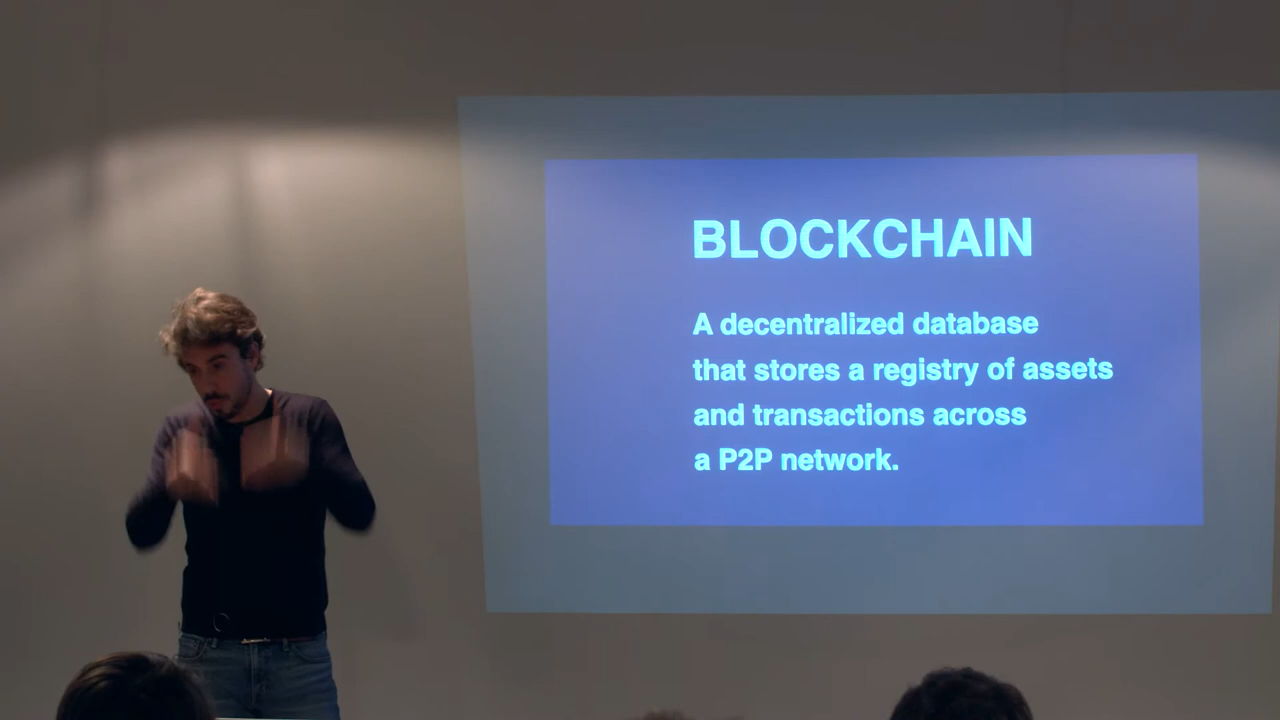 BLOCKCHAIN
A decentralized database
that stores a registry of assets
and transactions across
a P2P network.